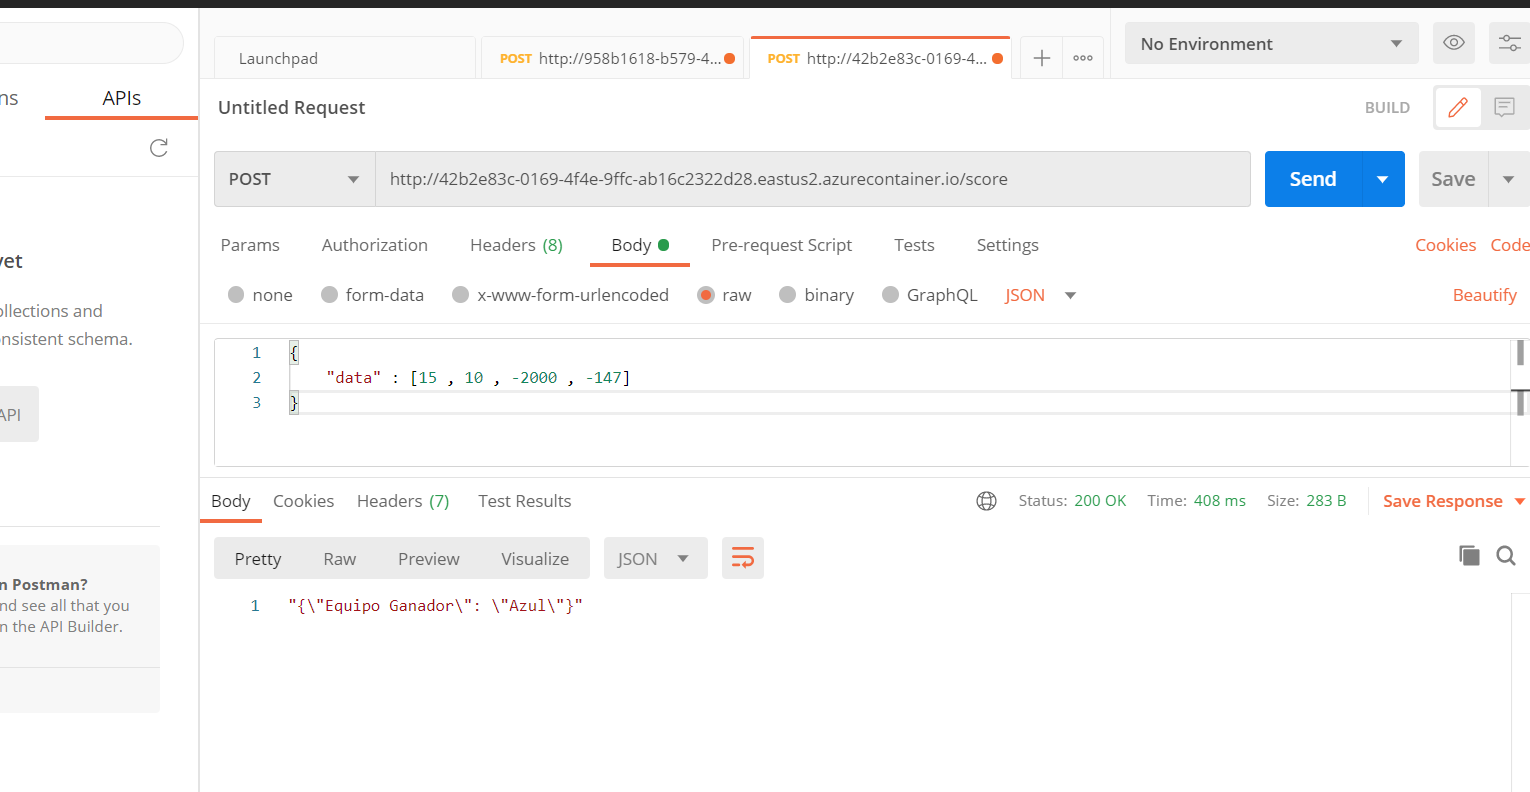 Launchpad
POST http://958b1618-b579-4...
POST http://42b2e83c-0169-4...
No Environment
ns
APIs
Untitled Request
BUILD
POST
http://42b2e83c-0169-4f4e-9ffc-ab16c2322d28.eastus2.azurecontainer.io/score
Send
Save
Params Authorization Headers (8) Body Pre-request Script Tests Settings Cookies Code
none form-data x-www-form-urlencoded raw binary GraphQL JSON Beautify
yet
ollections and
nsistent schema.
API
1 {
2 "data" : [15 , 10 , -2000 , -147]
3 }
Body Cookies Headers (7) Test Results Status: 200 OK Time: 408 ms Size: 283 B Save Response
Pretty Raw Preview Visualize JSON
1 "{\"Equipo Ganador\": \"Azul\"}"
n Postman?
nd see all that you
n the API Builder.